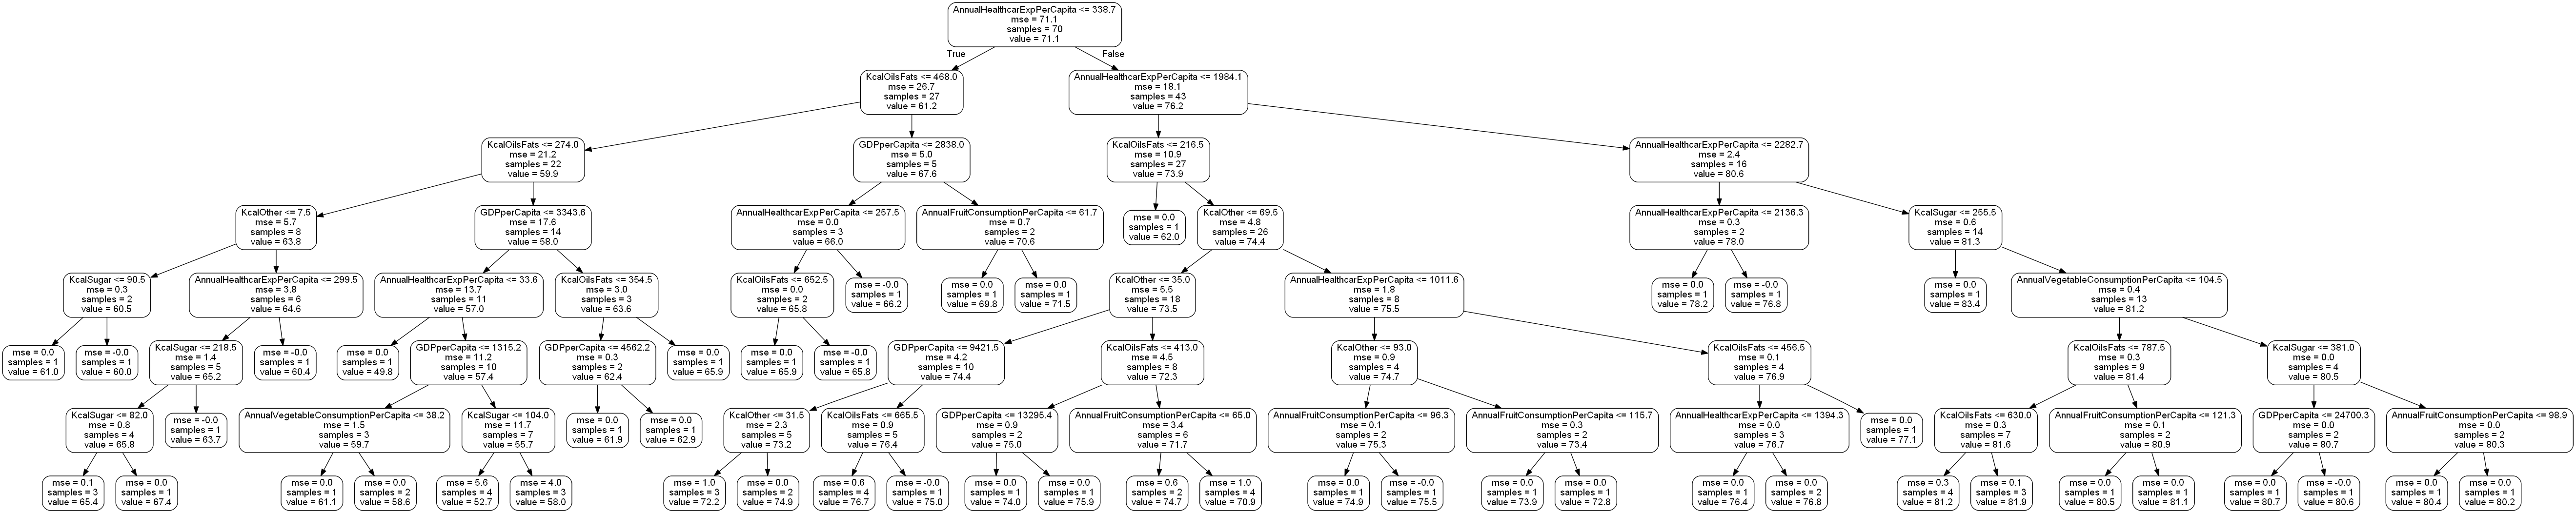 AnnualHealthcarExpPerCapita <= 338.7
mse = 71.1
samples = 70
value = 71.1
True
False
KcalOilsFats <= 468.0
mse = 26.7
samples = 27
value = 61.2
AnnualHealthcarExpPerCapita <= 1984.1
mse = 18.1
samples = 43
value = 76.2
KcalOilsFats <= 274.0
mse = 21.2
samples = 22
value = 59.9
GDPperCapita <= 2838.0
mse = 5.0
samples = 5
value = 67.6
KcalOilsFats <= 216.5
mse = 10.9
samples = 27
value = 73.9
AnnualHealthcarExpPerCapita <= 2282.7
mse = 2.4
samples = 16
value = 80.6
KcalOther <= 7.5
mse = 5.7
samples = 8
value = 63.8
GDPperCapita <= 3343.6
mse = 17.6
samples = 14
value = 58.0
AnnualHealthcarExpPerCapita <= 257.5
mse = 0.0
samples = 3
value = 66.0
AnnualFruitConsumptionPerCapita <= 61.7
mse = 0.7
samples = 2
value = 70.6
mse = 0.0
samples = 1
value = 62.0
KcalOther <= 69.5
mse = 4.8
samples = 26
value = 74.4
AnnualHealthcarExpPerCapita <= 2136.3
mse = 0.3
samples = 2
value = 78.0
KcalSugar <= 255.5
mse = 0.6
samples = 14
value = 81.3
KcalSugar <= 90.5
mse = 0.3
samples = 2
value = 60.5
AnnualHealthcarExpPerCapita <= 299.5
mse = 3.8
samples = 6
value = 64.6
AnnualHealthcarExpPerCapita <= 33.6
mse = 13.7
samples = 11
value = 57.0
KcalOilsFats <= 354.5
mse = 3.0
samples = 3
value = 63.6
KcalOilsFats <= 652.5
mse = 0.0
samples = 2
value = 65.8
mse = -0.0
samples = 1
value = 66.2
mse = 0.0
samples = 1
value = 69.8
mse = 0.0
samples = 1
value = 71.5
KcalOther <= 35.0
mse = 5.5
samples = 18
value = 73.5
AnnualHealthcarExpPerCapita <= 1011.6
mse = 1.8
samples = 8
value = 75.5
mse = 0.0
samples = 1
value = 78.2
mse = -0.0
samples = 1
value = 76.8
mse = 0.0
samples = 1
value = 83.4
AnnualVegetableConsumptionPerCapita <= 104.5
mse = 0.4
samples = 13
value = 81.2
mse = 0.0
samples = 1
value = 61.0
mse = -0.0
samples = 1
value = 60.0
KcalSugar <= 218.5
mse = 1.4
samples = 5
value = 65.2
mse = -0.0
samples = 1
value = 60.4
mse = 0.0
samples = 1
value = 49.8
GDPperCapita <= 1315.2
mse = 11.2
samples = 10
value = 57.4
GDPperCapita <= 4562.2
mse = 0.3
samples = 2
value = 62.4
mse = 0.0
samples = 1
value = 65.9
mse = 0.0
samples = 1
value = 65.9
mse = -0.0
samples = 1
value = 65.8
GDPperCapita <= 9421.5
mse = 4.2
samples = 10
value = 74.4
KcalOilsFats <= 413.0
mse = 4.5
samples = 8
value = 72.3
KcalOther <= 93.0
mse = 0.9
samples = 4
value = 74.7
KcalOilsFats <= 456.5
mse = 0.1
samples = 4
value = 76.9
KcalOilsFats <= 787.5
mse = 0.3
samples = 9
value = 81.4
KcalSugar <= 381.0
mse = 0.0
samples = 4
value = 80.5
KcalSugar <= 82.0
mse = 0.8
samples = 4
value = 65.8
mse = -0.0
samples = 1
value = 63.7
AnnualVegetableConsumptionPerCapita <= 38.2
mse = 1.5
samples = 3
value = 59.7
KcalSugar <= 104.0
mse = 11.7
samples = 7
value = 55.7
mse = 0.0
samples = 1
value = 61.9
mse = 0.0
samples = 1
value = 62.9
KcalOther <= 31.5
mse = 2.3
samples = 5
value = 73.2
KcalOilsFats <= 665.5
mse = 0.9
samples = 5
value = 76.4
GDPperCapita <= 13295.4
mse = 0.9
samples = 2
value = 75.0
AnnualFruitConsumptionPerCapita <= 65.0
mse = 3.4
samples = 6
value = 71.7
AnnualFruitConsumptionPerCapita <= 96.3
mse = 0.1
samples = 2
value = 75.3
AnnualFruitConsumptionPerCapita <= 115.7
mse = 0.3
samples = 2
value = 73.4
AnnualHealthcarExpPerCapita <= 1394.3
mse = 0.0
samples = 3
value = 76.7
mse = 0.0
samples = 1
value = 77.1
KcalOilsFats <= 630.0
mse = 0.3
samples = 7
value = 81.6
AnnualFruitConsumptionPerCapita <= 121.3
mse = 0.1
samples = 2
value = 80.9
GDPperCapita <= 24700.3
mse = 0.0
samples = 2
value = 80.7
AnnualFruitConsumptionPerCapita <= 98.9
mse = 0.0
samples = 2
value = 80.3
mse = 0.1
samples = 3
value = 65.4
mse = 0.0
samples = 1
value = 67.4
mse = 0.0
samples = 1
value = 61.1
mse = 0.0
samples = 2
value = 58.6
mse = 5.6
samples = 4
value = 52.7
mse = 4.0
samples = 3
value = 58.0
mse = 1.0
samples = 3
value = 72.2
mse = 0.0
samples = 2
value = 74.9
mse = 0.6
samples = 4
value = 76.7
mse = -0.0
samples = 1
value = 75.0
mse = 0.0
samples = 1
value = 74.0
mse = 0.0
samples = 1
value = 75.9
mse = 0.6
samples = 2
value = 74.7
mse = 1.0
samples = 4
value = 70.9
mse = 0.0
samples = 1
value = 74.9
mse = -0.0
samples = 1
value = 75.5
mse = 0.0
samples = 1
value = 73.9
mse = 0.0
samples = 1
value = 72.8
mse = 0.0
samples = 1
value = 76.4
mse = 0.0
samples = 2
value = 76.8
mse = 0.3
samples = 4
value = 81.2
mse = 0.1
samples = 3
value = 81.9
mse = 0.0
samples = 1
value = 80.5
mse = 0.0
samples = 1
value = 81.1
mse = 0.0
samples = 1
value = 80.7
mse = -0.0
samples = 1
value = 80.6
mse = 0.0
samples = 1
value = 80.4
mse = 0.0
samples = 1
value = 80.2